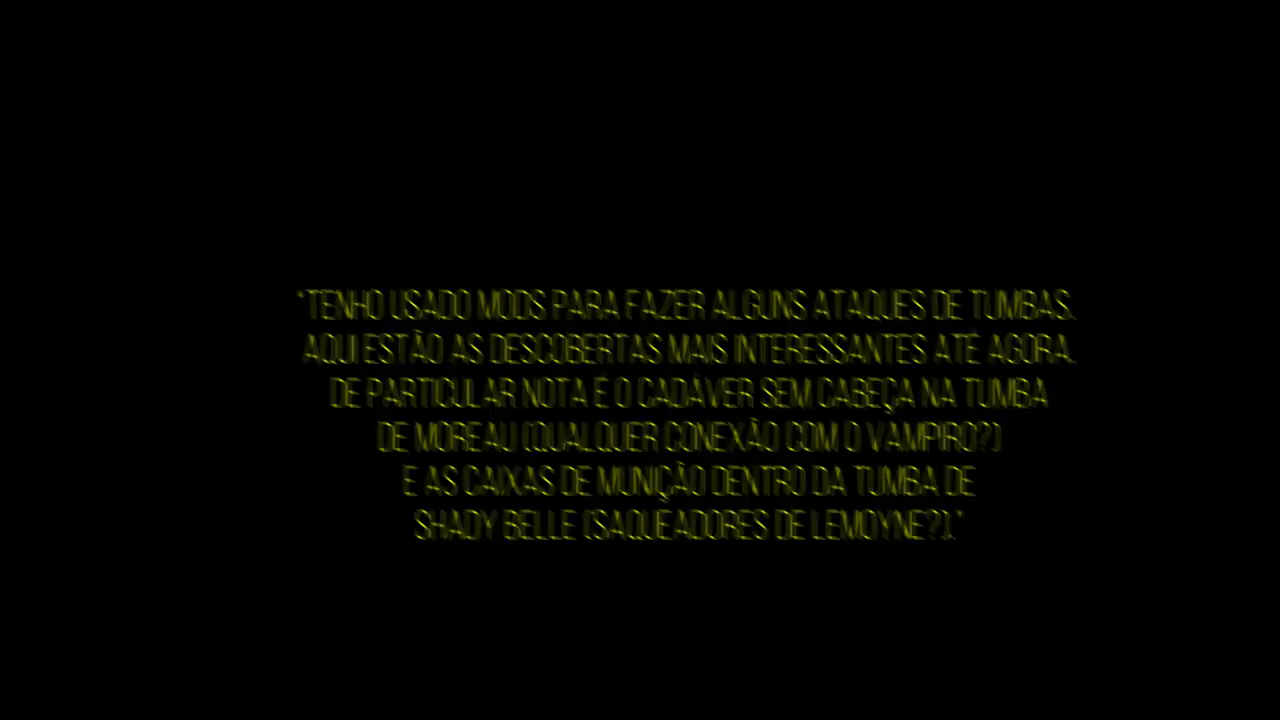 "TENHO USADO MODS PARA FAZER ALGUNS ATAQUES DE TUMBAS.
AQUI ESTÃO AS DESCOBERTAS MAIS INTERESSANTES ATÉ AGORA.
DE PARTICULAR NOTA É O CADÁVER SEM CABEÇA NA TUMBA
DE MOREAU (QUALQUER CONEXÃO COM O VAMPIRO?)
E AS CAIXAS DE MUNIÇÃO DENTRO DA TUMBA DE
SHADY BELLE (SAQUEADORES DE LEMOYNE?)."